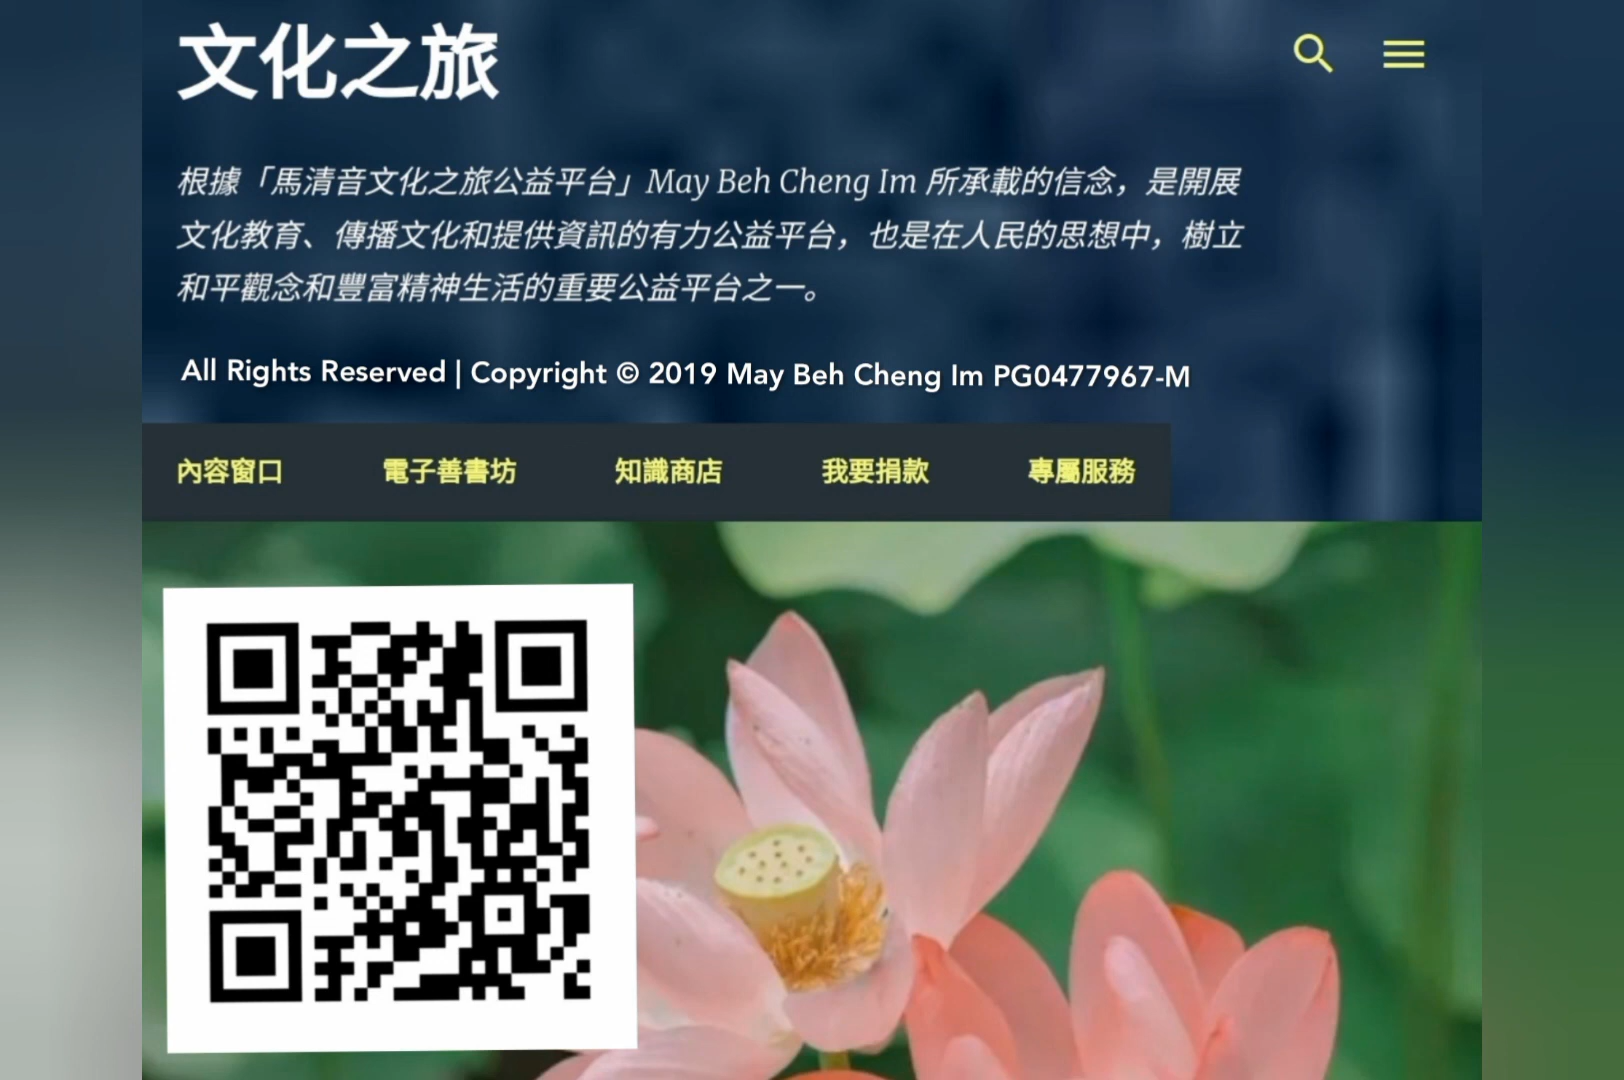 文化之旅
根據「馬清音文化之旅公益平台」May Beh Cheng Im 所承載的信念，是開展
文化教育、傳播文化和提供資訊的有力公益平台，也是在人民的思想中，樹立
和平觀念和豐富精神生活的重要公益平台之一。
All Rights Reserved | Copyright © 2019 May Beh Cheng Im PG0477967-M
內容窗口 電子善書坊 知識商店 我要捐款 專屬服務